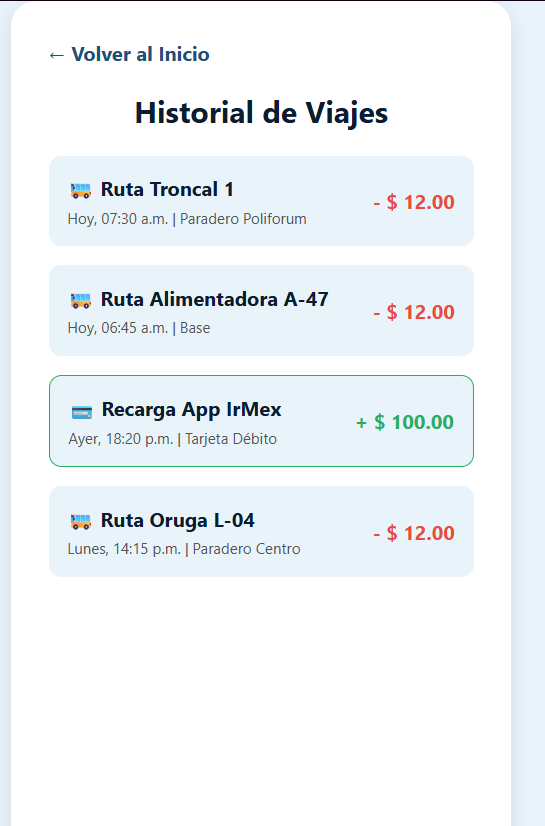 ← Volver al Inicio
Historial de Viajes
🚌 Ruta Troncal 1
Hoy, 07:30 a.m. | Paradero Poliforum
- $ 12.00
🚌 Ruta Alimentadora A-47
Hoy, 06:45 a.m. | Base
- $ 12.00
💳 Recarga App IrMex
Ayer, 18:20 p.m. | Tarjeta Débito
+ $ 100.00
🚌 Ruta Oruga L-04
Lunes, 14:15 p.m. | Paradero Centro
- $ 12.00